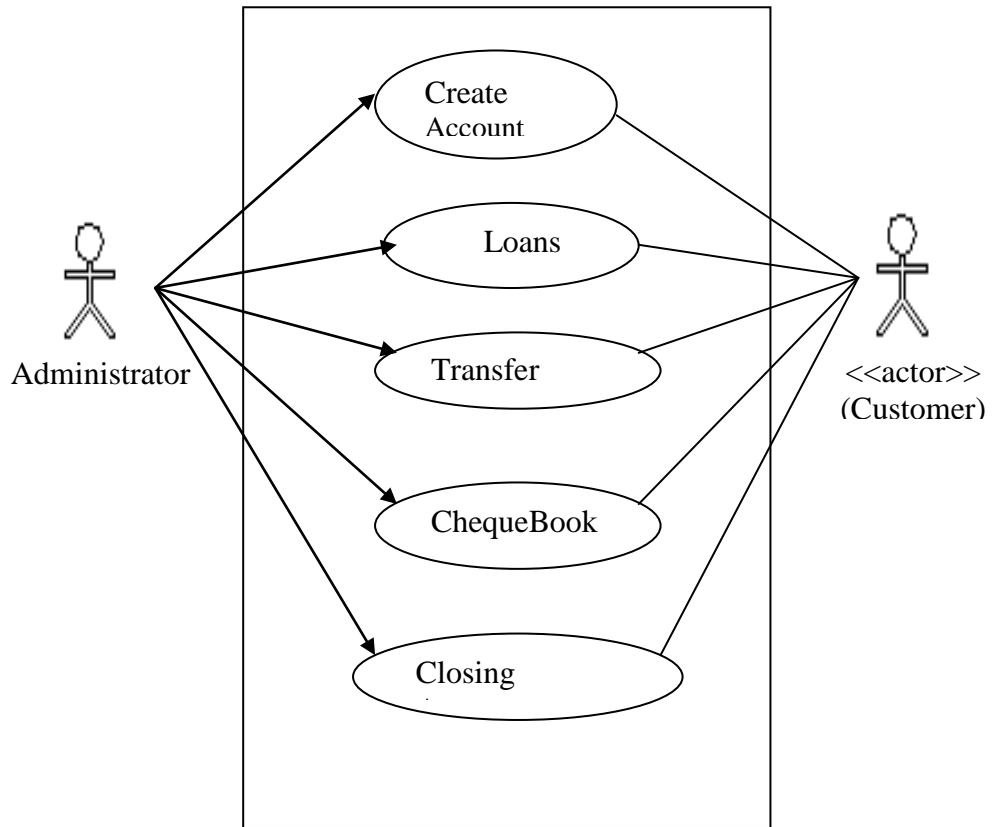 Create
Account
Loans
Administrator
Transfer
<<actor>>
(Customer)
ChequeBook
Closing